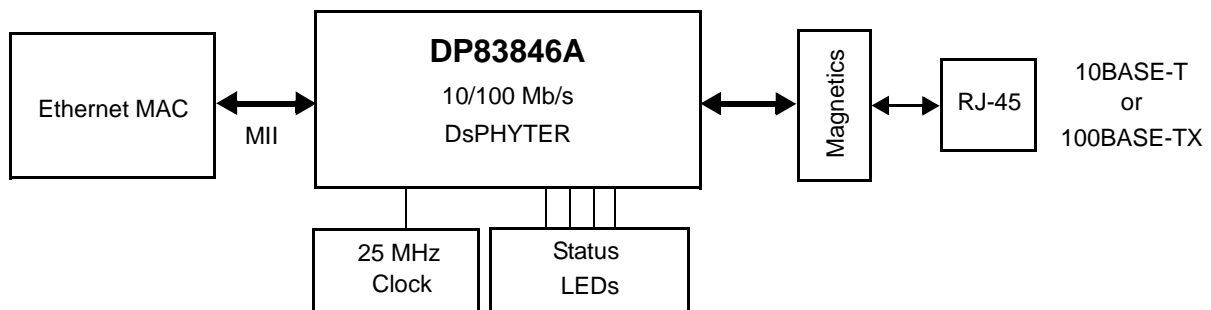 Ethernet MAC
MII
DP83846A
10/100 Mb/s
DsPHYTER
25 MHz
Clock
Status
LEDs
Magnetics
RJ-45
10BASE-T
or
100BASE-TX